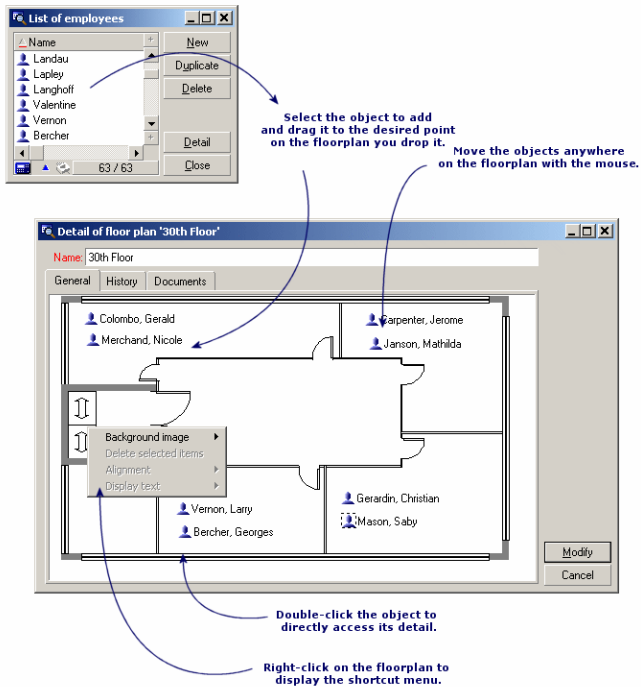 List of employees
Name
Landau
Lapley
Langhoff
Valentine
Vernon
Bercher
63 / 63
New
Duplicate
Delete
Detail
Close
Select the object to add
and drag it to the desired point
on the floorplan you drop it.
Move the objects anywhere
on the floorplan with the mouse.
Detail of floor plan '30th Floor'
Name: 30th Floor
General History Documents
Colombo, Gerald
Merchand, Nicole
Carpenter, Jerome
Janson, Mathilda
Background image
Delete selected items
Alignment
Display text
Vernon, Larry
Bercher, Georges
Gerardin, Christian
Mason, Saby
Modify
Cancel
Double-click the object to
directly access its detail.
Right-click on the floorplan to
display the shortcut menu.